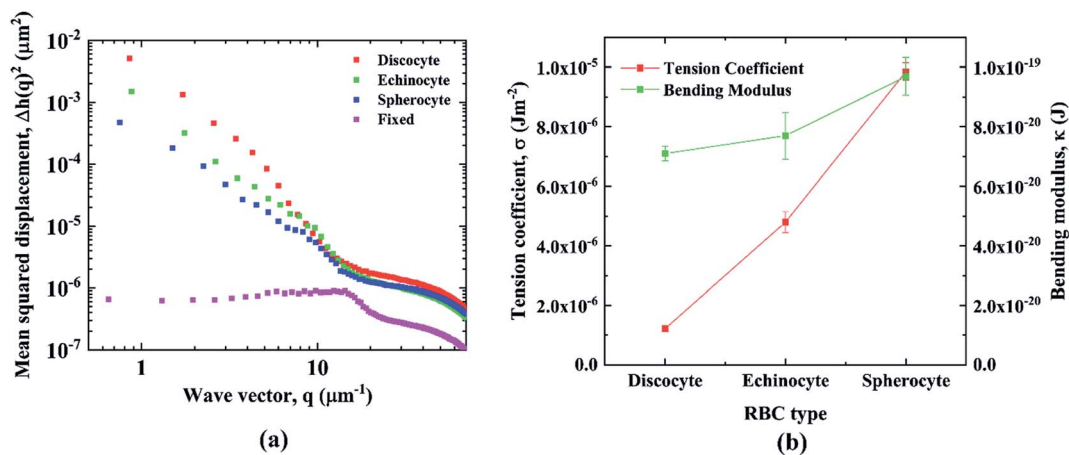 Mean squared displacement, Δh(q)² (μm²)
10⁻²
10⁻³
10⁻⁴
10⁻⁵
10⁻⁶
10⁻⁷
Discocyte
Echinocyte
Spherocyte
Fixed
1
10
Wave vector, q (μm⁻¹)
(a)
Tension coefficient, σ (Jm⁻²)
1.0x10⁻⁵
8.0x10⁻⁶
6.0x10⁻⁶
4.0x10⁻⁶
2.0x10⁻⁶
0.0
Tension Coefficient
Bending Modulus
1.0x10⁻¹⁹
8.0x10⁻²⁰
6.0x10⁻²⁰
4.0x10⁻²⁰
2.0x10⁻²⁰
0.0
Bending modulus, κ (J)
Discocyte
Echinocyte
Spherocyte
RBC type
(b)